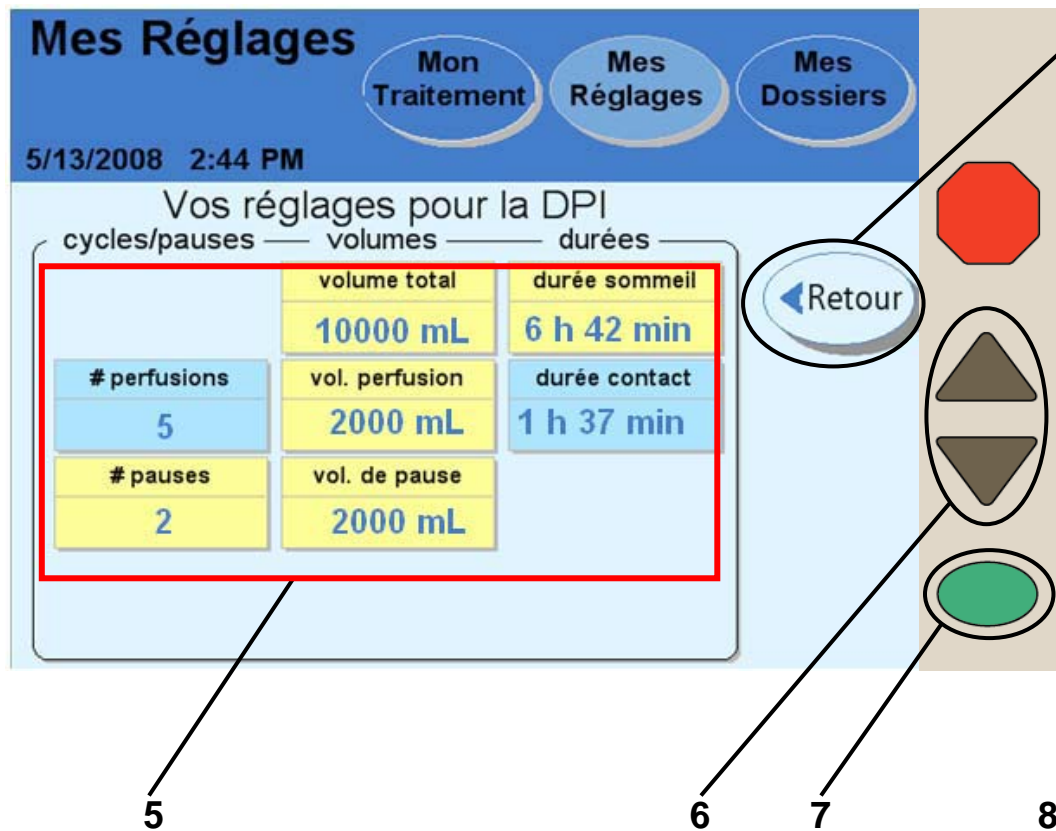 Mes Réglages
Mon Traitement
Mes Réglages
Mes Dossiers
5/13/2008 2:44 PM
Vos réglages pour la DPI
cycles/pauses volumes durées
volume total durée sommeil
10000 mL 6 h 42 min
Retour
# perfusions vol. perfusion durée contact
5 2000 mL 1 h 37 min
# pauses vol. de pause
2 2000 mL
5 6 7 8